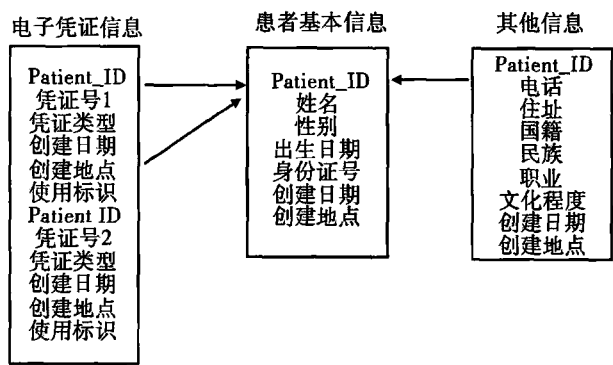 电子凭证信息
Patient_ID
凭证号1
凭证类型
创建日期
创建地点
使用标识
Patient ID
凭证号2
凭证类型
创建日期
创建地点
使用标识
患者基本信息
Patient_ID
姓名
性别
出生日期
身份证号
创建日期
创建地点
其他信息
Patient_ID
电话
住址
国籍
民族
职业
文化程度
创建日期
创建地点